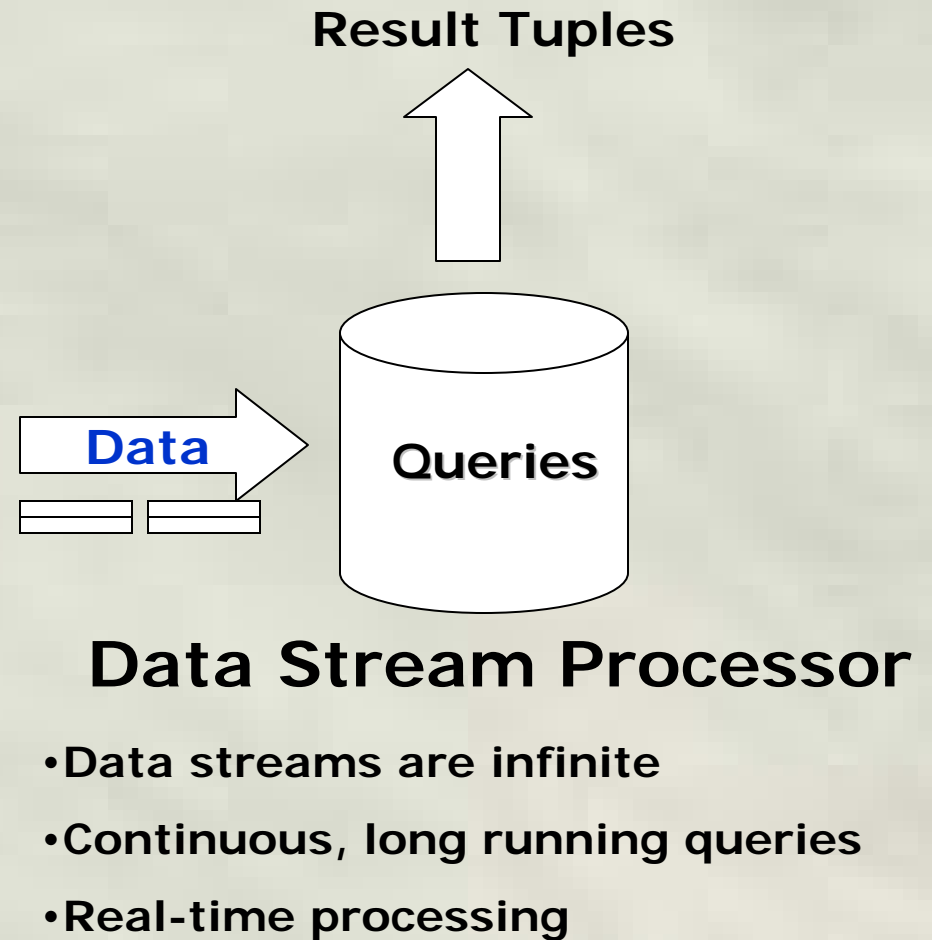 Result Tuples
Data
Queries
Data Stream Processor
•Data streams are infinite
•Continuous, long running queries
•Real-time processing